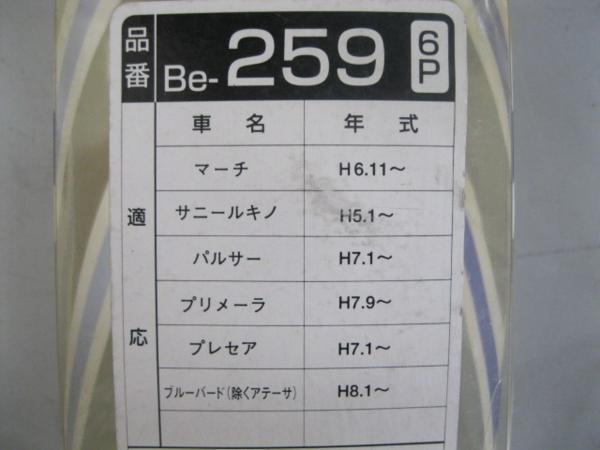 品番 Be-259 6P
車名 年式
適応
マーチ H6.11～
サニールキノ H5.1～
パルサー H7.1～
プリメーラ H7.9～
プレセア H7.1～
ブルーバード(除くアテーサ) H8.1～